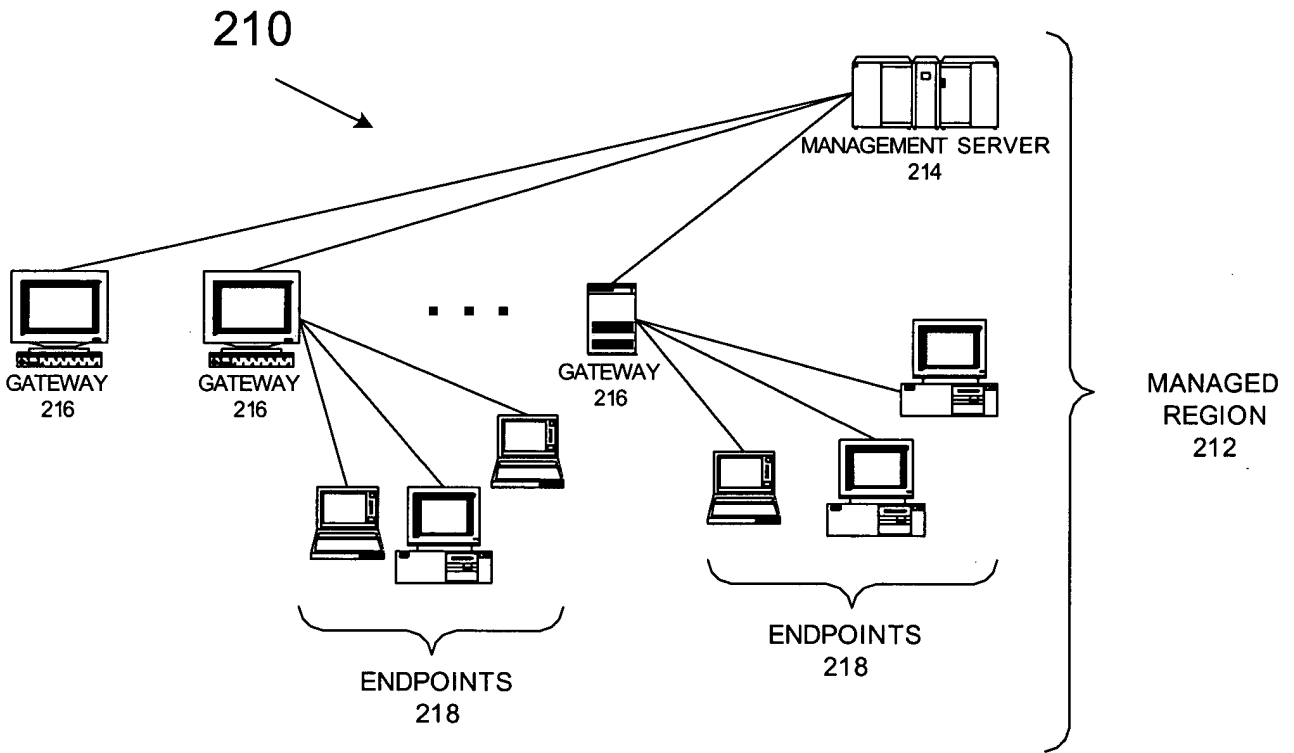 210
MANAGEMENT SERVER
214
GATEWAY
216
GATEWAY
216
GATEWAY
216
MANAGED
REGION
212
ENDPOINTS
218
ENDPOINTS
218